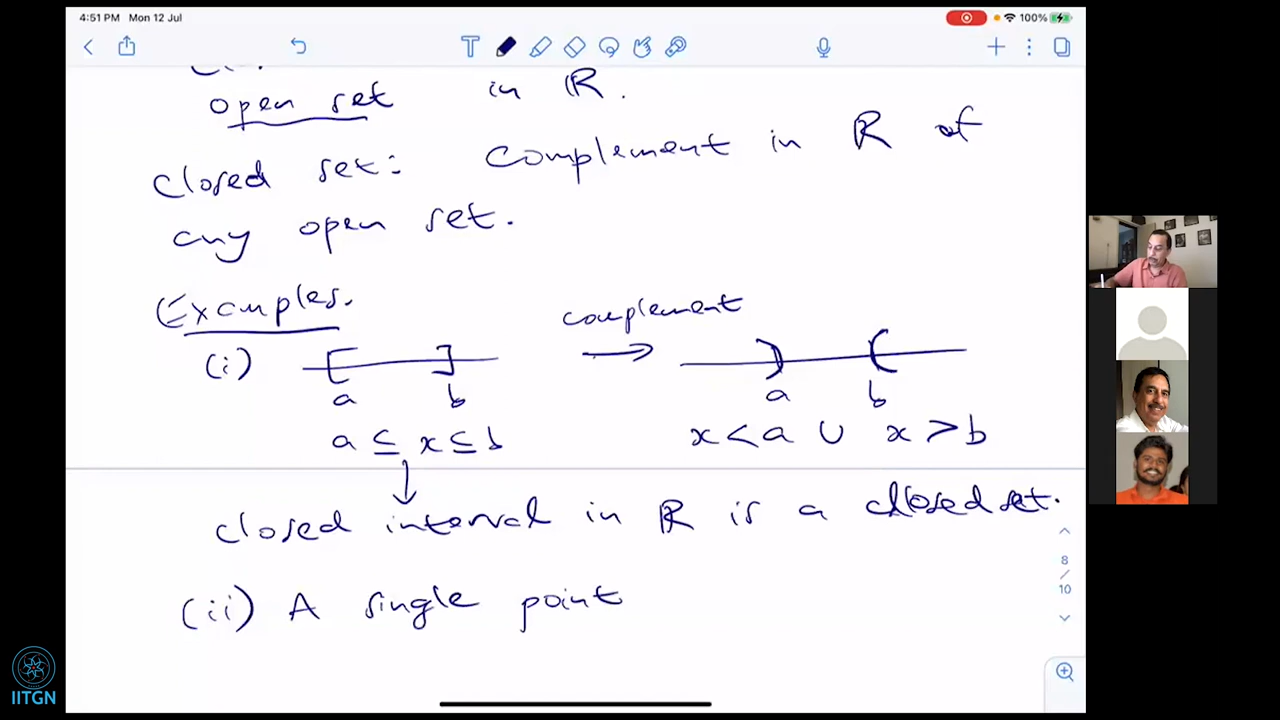 4:51 PM Mon 12 Jul
100%
open set in ℝ.
closed set: complement in ℝ of
any open set.
Examples.
complement
(i)
a b a b
a ≤ x ≤ b x < a ∪ x > b
closed interval in ℝ is a closed set.
8
/
10
(ii) A single point
IITGN